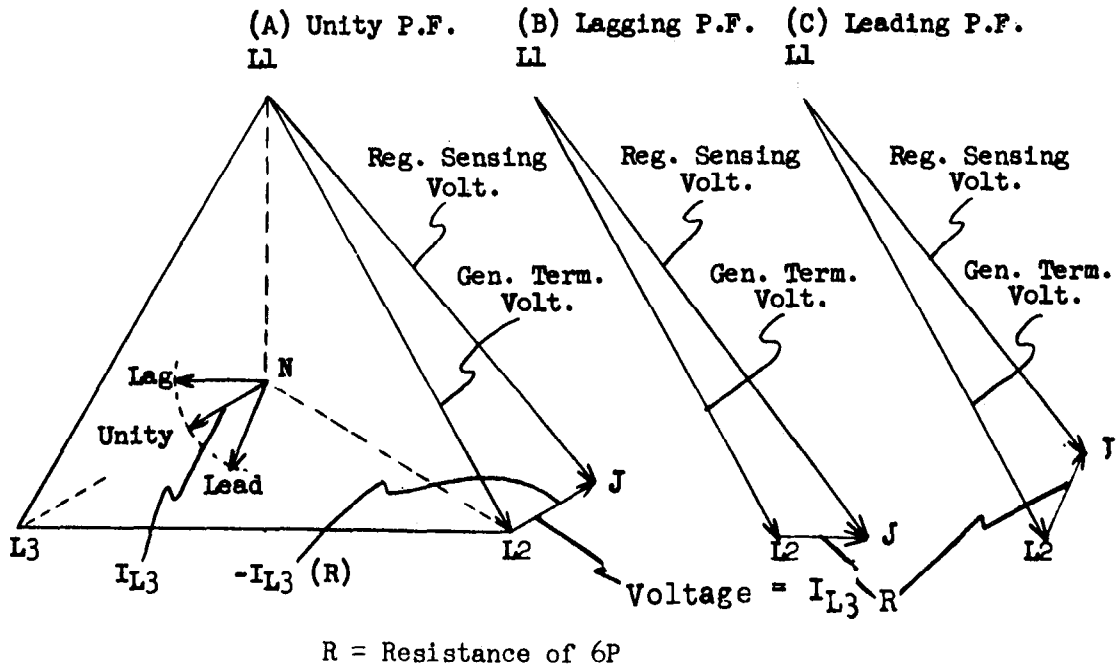 (A) Unity P.F.
(B) Lagging P.F.
(C) Leading P.F.
L1
L1
L1
Reg. Sensing
Volt.
Reg. Sensing
Volt.
Reg. Sensing
Volt.
Gen. Term.
Volt.
Gen. Term.
Volt.
Gen. Term.
Volt.
N
Lag
Unity
Lead
J
J
J
L3
L2
L2
L2
IL3
-IL3 (R)
Voltage = IL3 R
R = Resistance of 6P